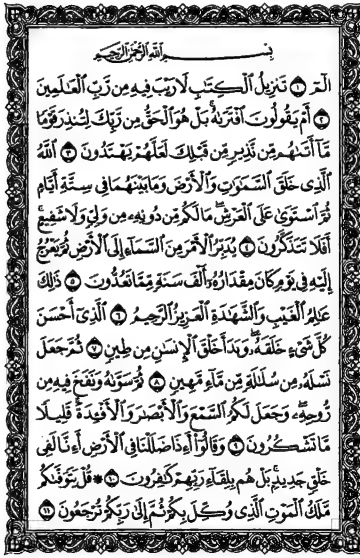 بِسْمِ اللَّهِ الرَّحْمَٰنِ الرَّحِيمِ
الٓمٓ ۝١ تَنزِيلُ ٱلْكِتَٰبِ لَا رَيْبَ فِيهِ مِن رَّبِّ ٱلْعَٰلَمِينَ
۝٢ أَمْ يَقُولُونَ ٱفْتَرَىٰهُ ۚ بَلْ هُوَ ٱلْحَقُّ مِن رَّبِّكَ لِتُنذِرَ قَوْمًا
مَّآ أَتَىٰهُم مِّن نَّذِيرٍ مِّن قَبْلِكَ لَعَلَّهُمْ يَهْتَدُونَ ۝٣ ٱللَّهُ
ٱلَّذِى خَلَقَ ٱلسَّمَٰوَٰتِ وَٱلْأَرْضَ وَمَا بَيْنَهُمَا فِى سِتَّةِ أَيَّامٍ
ثُمَّ ٱسْتَوَىٰ عَلَى ٱلْعَرْشِ ۖ مَا لَكُم مِّن دُونِهِۦ مِن وَلِىٍّ وَلَا شَفِيعٍ ۚ
أَفَلَا تَتَذَكَّرُونَ ۝٤ يُدَبِّرُ ٱلْأَمْرَ مِنَ ٱلسَّمَآءِ إِلَى ٱلْأَرْضِ ثُمَّ يَعْرُجُ
إِلَيْهِ فِى يَوْمٍ كَانَ مِقْدَارُهُۥٓ أَلْفَ سَنَةٍ مِّمَّا تَعُدُّونَ ۝٥ ذَٰلِكَ
عَٰلِمُ ٱلْغَيْبِ وَٱلشَّهَٰدَةِ ٱلْعَزِيزُ ٱلرَّحِيمُ ۝٦ ٱلَّذِىٓ أَحْسَنَ
كُلَّ شَىْءٍ خَلَقَهُۥ ۖ وَبَدَأَ خَلْقَ ٱلْإِنسَٰنِ مِن طِينٍ ۝٧ ثُمَّ جَعَلَ
نَسْلَهُۥ مِن سُلَٰلَةٍ مِّن مَّآءٍ مَّهِينٍ ۝٨ ثُمَّ سَوَّىٰهُ وَنَفَخَ فِيهِ مِن
رُّوحِهِۦ ۖ وَجَعَلَ لَكُمُ ٱلسَّمْعَ وَٱلْأَبْصَٰرَ وَٱلْأَفْـِٔدَةَ ۚ قَلِيلًا
مَّا تَشْكُرُونَ ۝٩ وَقَالُوٓا۟ أَءِذَا ضَلَلْنَا فِى ٱلْأَرْضِ أَءِنَّا لَفِى
خَلْقٍ جَدِيدٍۭ ۚ بَلْ هُم بِلِقَآءِ رَبِّهِمْ كَٰفِرُونَ ۝١٠ ۞ قُلْ يَتَوَفَّىٰكُم
مَّلَكُ ٱلْمَوْتِ ٱلَّذِى وُكِّلَ بِكُمْ ثُمَّ إِلَىٰ رَبِّكُمْ تُرْجَعُونَ ۝١١